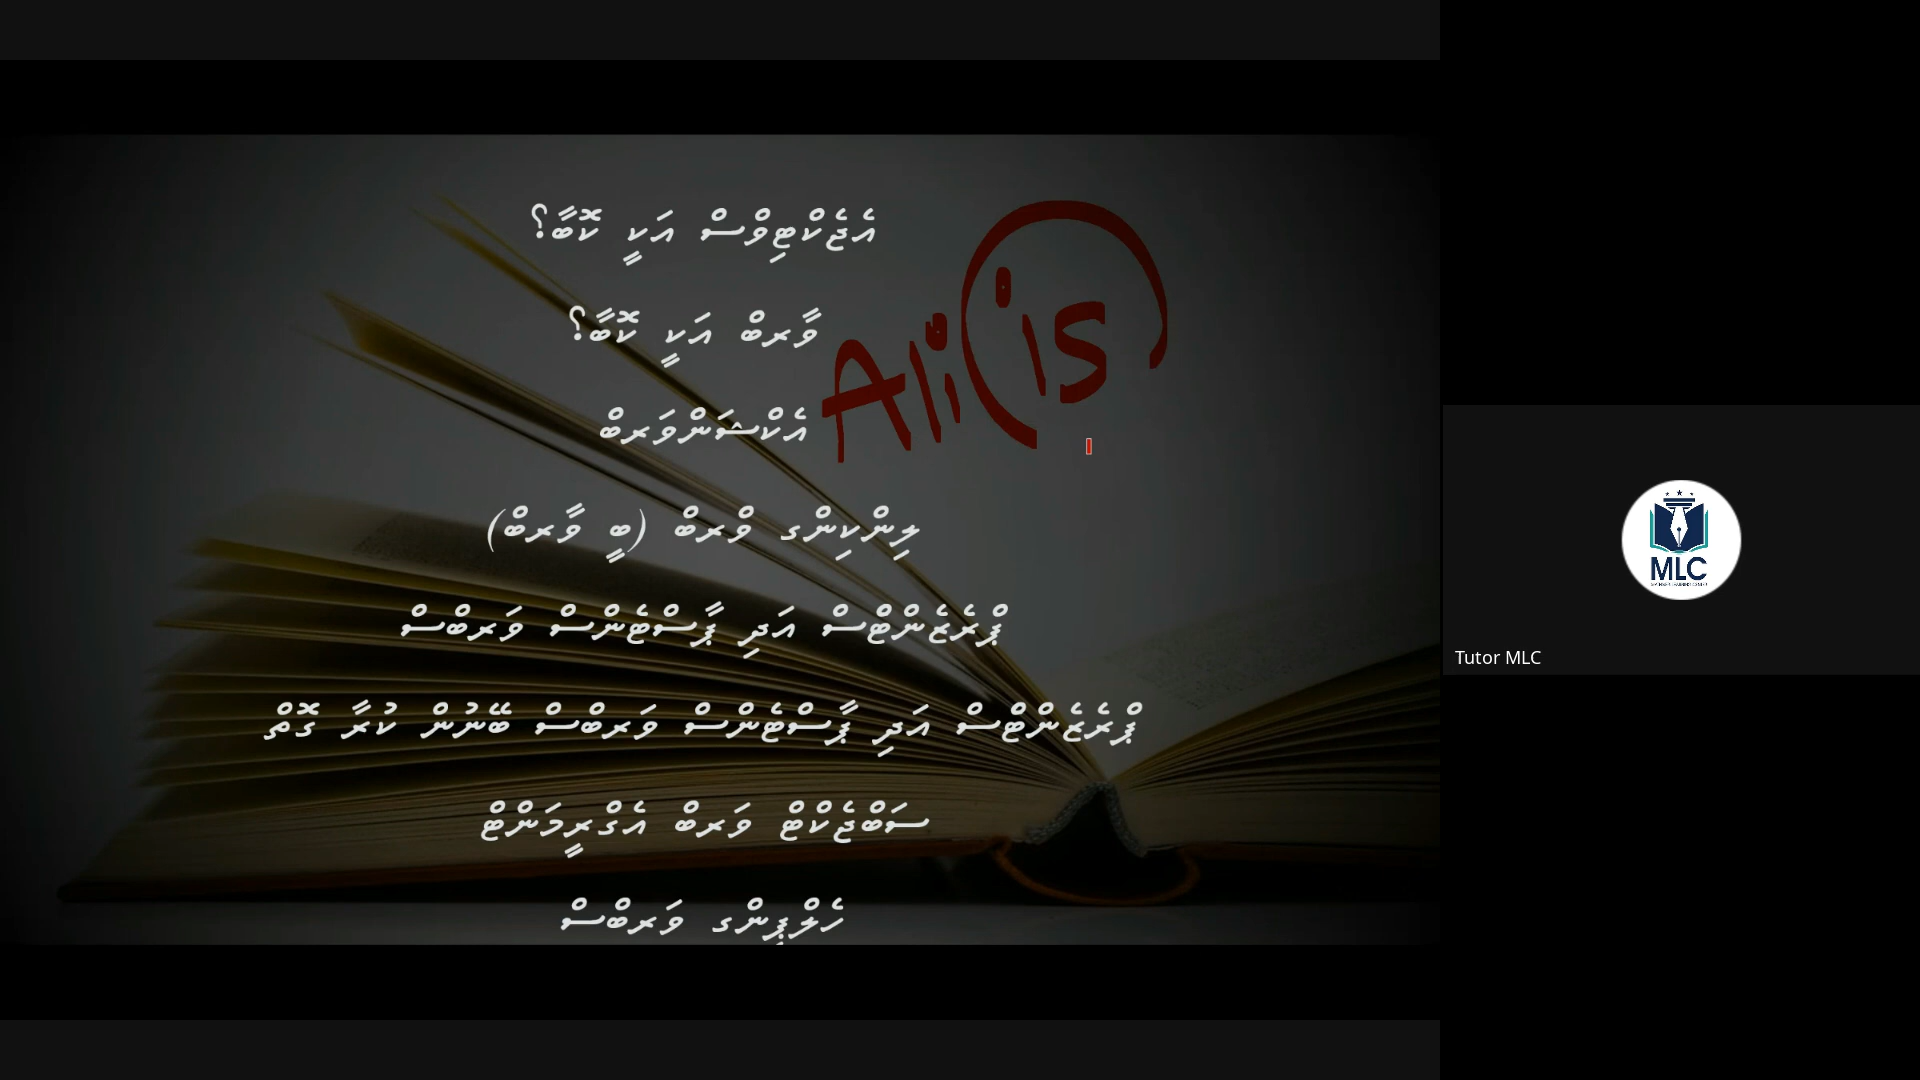 އެޖެކްޓިވްސް އަކީ ކޮބާ؟
ވާރބް އަކީ ކޮބާ؟
Ali is
އެކްޝަންވަރބް
ލިންކިންގ ވްރބް (ބީ ވާރބް)
ޕްރެޒެންޓްސް އަދި ޕާސްޓެންސް ވަރބްސް
ޕްރެޒެންޓްސް އަދި ޕާސްޓެންސް ވަރބްސް ބޭނުން ކުރާ ގޮތް
ސަބްޖެކްޓް ވަރބް އެގްރީމަންޓް
ހެލްޕިންގ ވަރބްސް
MLC
Tutor MLC